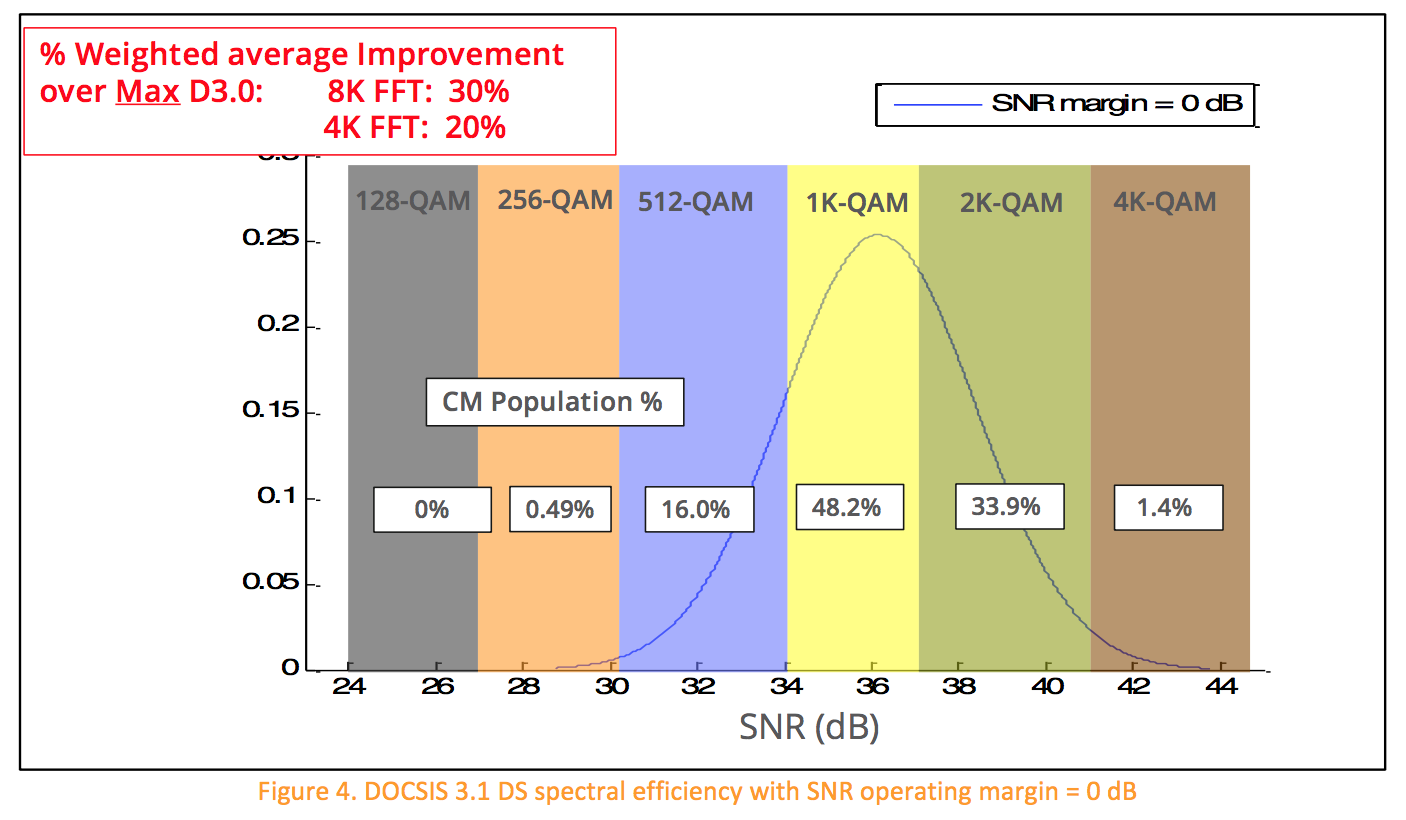 % Weighted average Improvement
over Max D3.0: 8K FFT: 30%
4K FFT: 20%
SNR margin = 0 dB
128-QAM 256-QAM 512-QAM 1K-QAM 2K-QAM 4K-QAM
0.25
0.2
CM Population %
0.15
0.1
0% 0.49% 16.0% 48.2% 33.9% 1.4%
0.05
0
24 26 28 30 32 34 36 38 40 42 44
SNR (dB)
Figure 4. DOCSIS 3.1 DS spectral efficiency with SNR operating margin = 0 dB